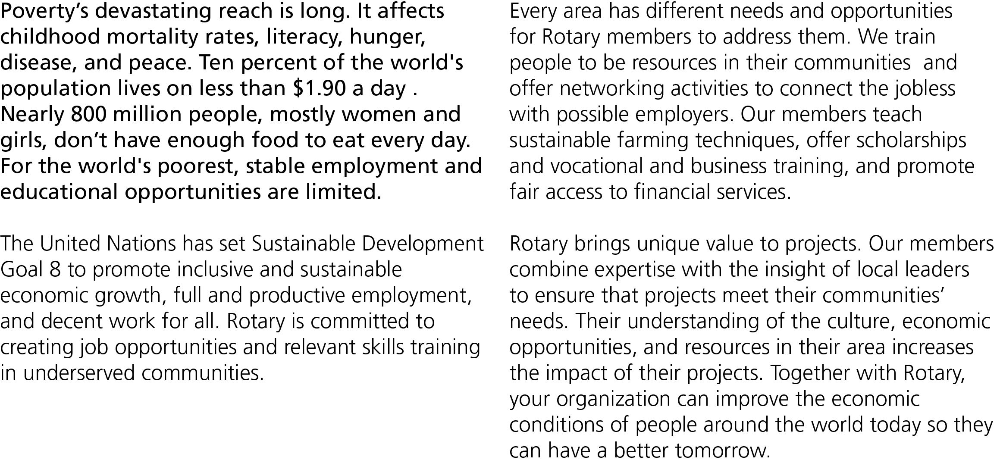 Poverty’s devastating reach is long. It affects
childhood mortality rates, literacy, hunger,
disease, and peace. Ten percent of the world's
population lives on less than $1.90 a day .
Nearly 800 million people, mostly women and
girls, don’t have enough food to eat every day.
For the world's poorest, stable employment and
educational opportunities are limited.
The United Nations has set Sustainable Development
Goal 8 to promote inclusive and sustainable
economic growth, full and productive employment,
and decent work for all. Rotary is committed to
creating job opportunities and relevant skills training
in underserved communities.
Every area has different needs and opportunities
for Rotary members to address them. We train
people to be resources in their communities  and
offer networking activities to connect the jobless
with possible employers. Our members teach
sustainable farming techniques, offer scholarships
and vocational and business training, and promote
fair access to financial services.
Rotary brings unique value to projects. Our members
combine expertise with the insight of local leaders
to ensure that projects meet their communities’
needs. Their understanding of the culture, economic
opportunities, and resources in their area increases
the impact of their projects. Together with Rotary,
your organization can improve the economic
conditions of people around the world today so they
can have a better tomorrow.